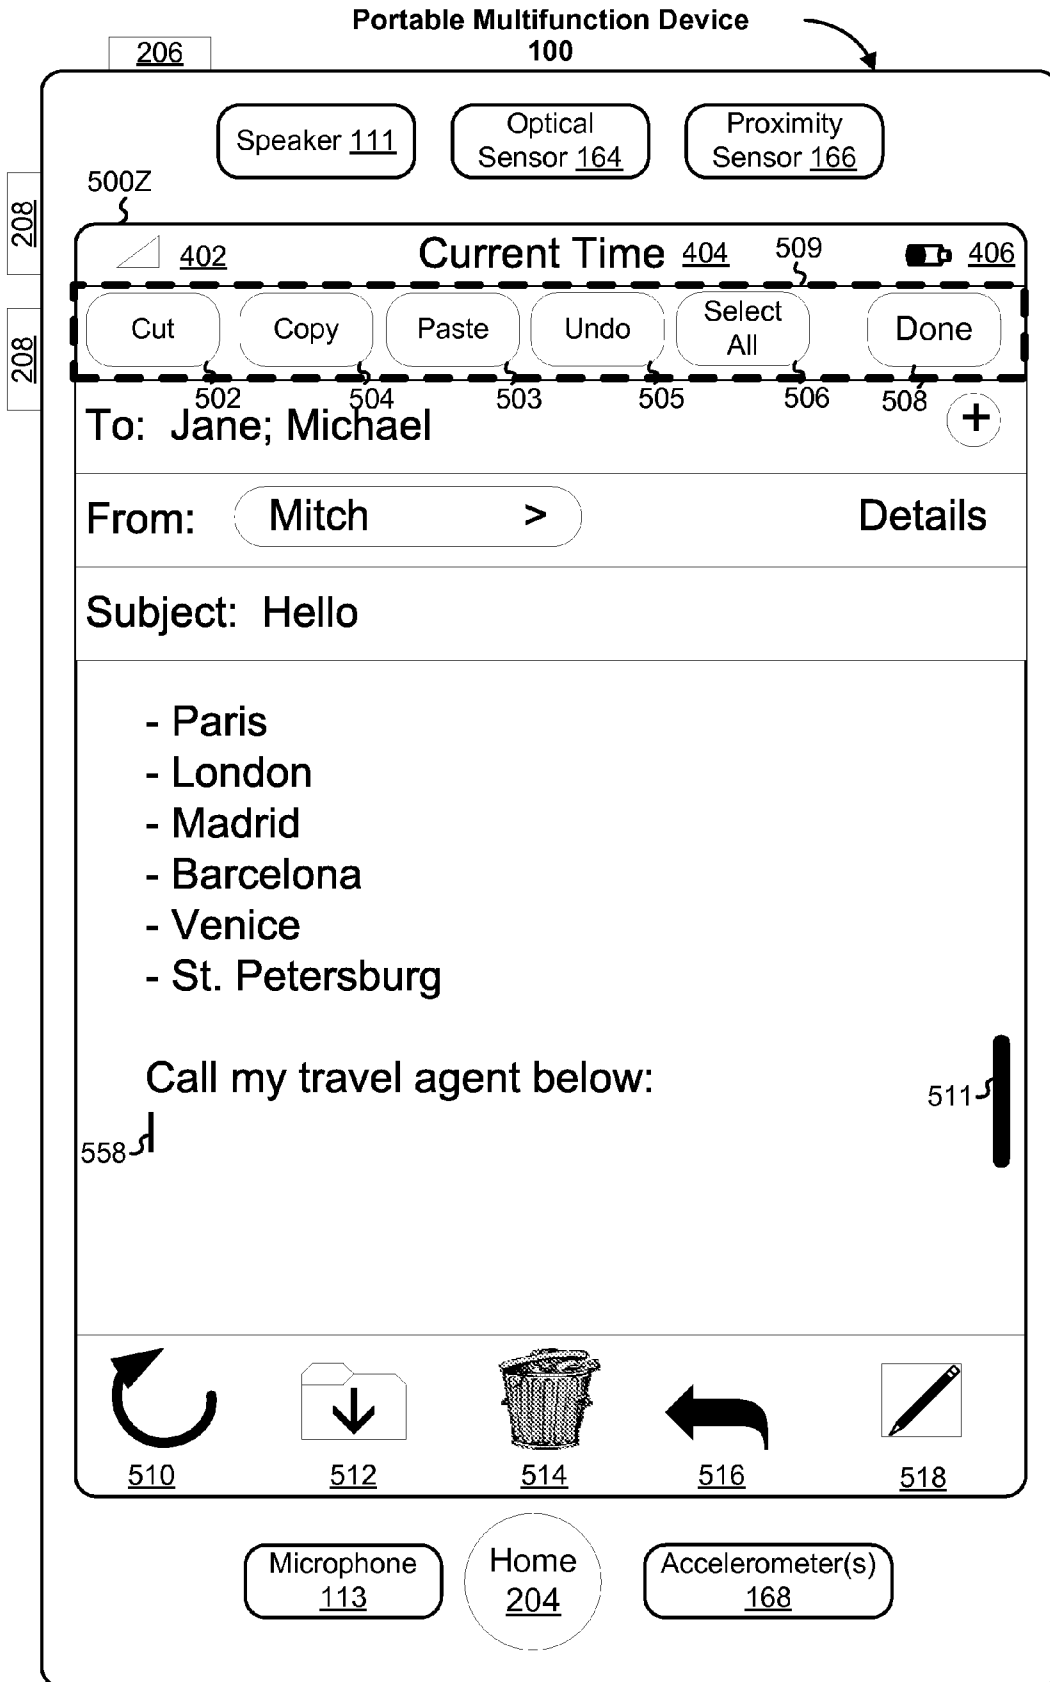 Portable Multifunction Device
100
206
Speaker 111
Optical
Sensor 164
Proximity
Sensor 166
208
208
500Z
402
Current Time 404
509
406
Cut
Copy
Paste
Undo
Select
All
Done
502
504
503
505
506
508
To: Jane; Michael
+
From:
Mitch >
Details
Subject: Hello
- Paris
- London
- Madrid
- Barcelona
- Venice
- St. Petersburg
Call my travel agent below:
511
558
510
512
514
516
518
Microphone
113
Home
204
Accelerometer(s)
168